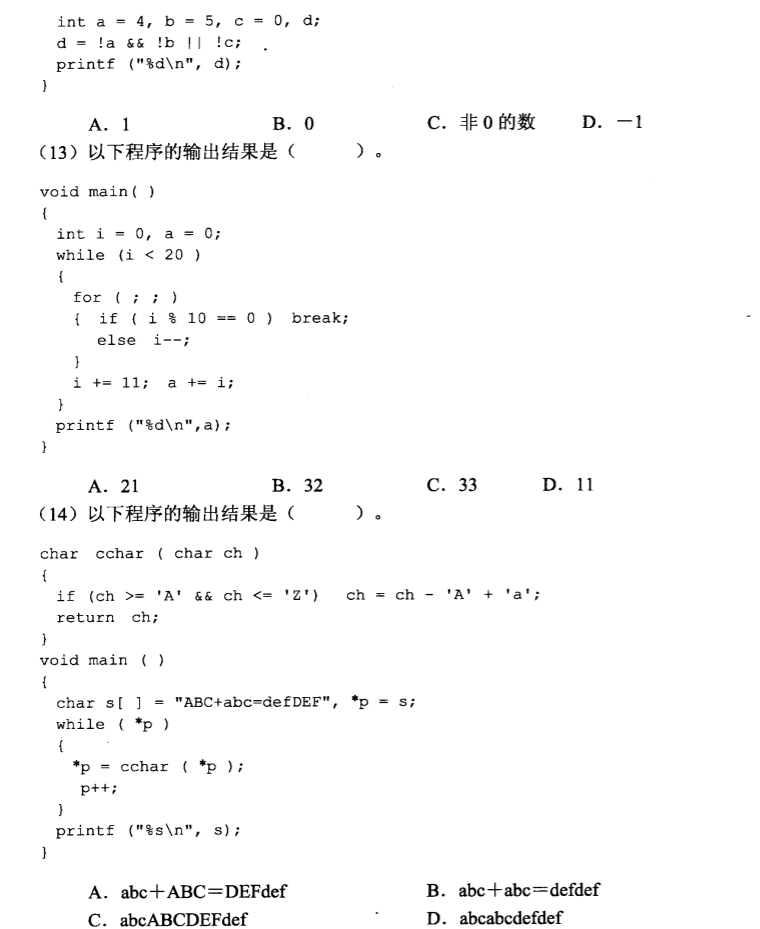 int a = 4, b = 5, c = 0, d;
d = !a && !b || !c;
printf ("%d\n", d);
}
A. 1 B. 0 C. 非 0 的数 D. －1
（13）以下程序的输出结果是（ ）。
void main( )
{
int i = 0, a = 0;
while (i < 20 )
{
for ( ; ; )
{ if ( i % 10 == 0 ) break;
else i--;
}
i += 11; a += i;
}
printf ("%d\n",a);
}
A. 21 B. 32 C. 33 D. 11
（14）以下程序的输出结果是（ ）。
char cchar ( char ch )
{
if (ch >= 'A' && ch <= 'Z') ch = ch - 'A' + 'a';
return ch;
}
void main ( )
{
char s[ ] = "ABC+abc=defDEF", *p = s;
while ( *p )
{
*p = cchar ( *p );
p++;
}
printf ("%s\n", s);
}
A. abc＋ABC＝DEFdef B. abc＋abc＝defdef
C. abcABCDEFdef D. abcabcdefdef